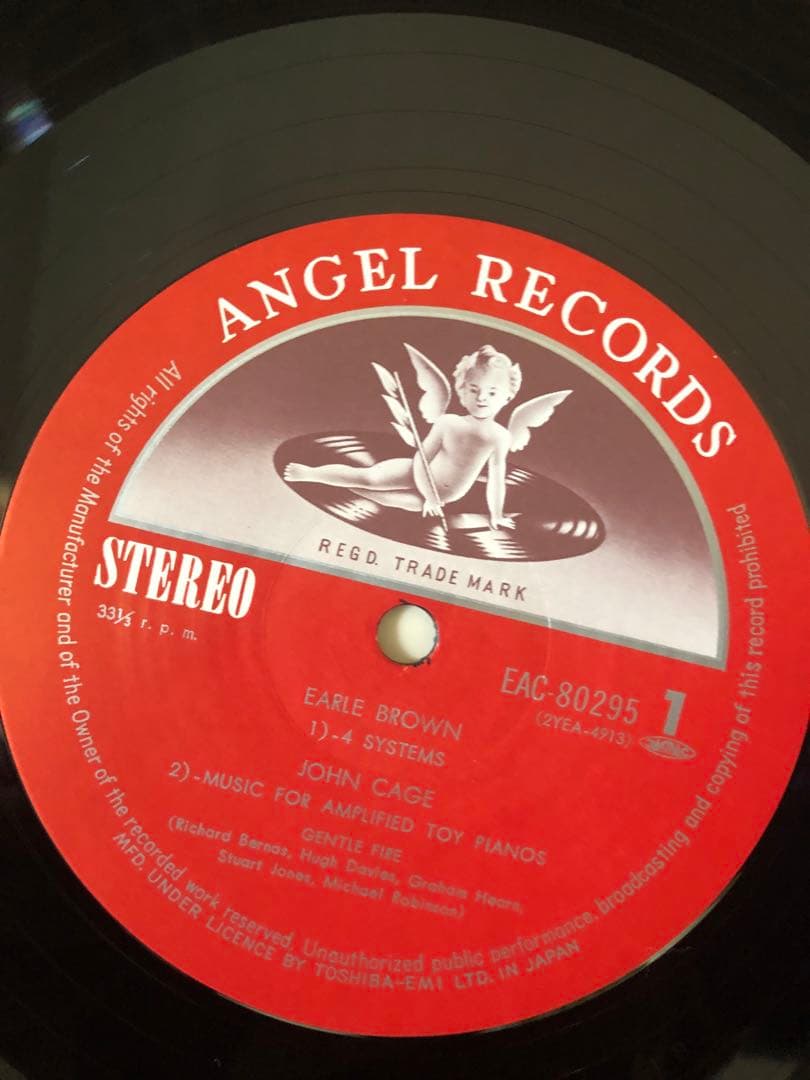 ANGEL RECORDS
REGD. TRADE MARK
STEREO
33⅓ r. p. m.
EAC-80295 1
(2YEA-4913)
EARLE BROWN
1)-4 SYSTEMS
JOHN CAGE
2)-MUSIC FOR AMPLIFIED TOY PIANOS
GENTLE FIRE
(Richard Bernas, Hugh Davies, Graham Hearn,
Stuart Jones, Michael Robinson)
All rights of the Manufacturer and of the Owner of the recorded work reserved. Unauthorized public performance, broadcasting and copying of this record prohibited
MFD. UNDER LICENCE BY TOSHIBA-EMI LTD. IN JAPAN